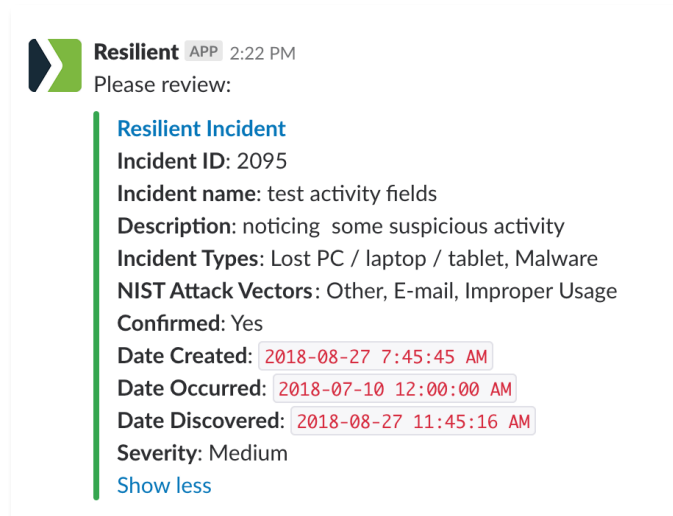 Resilient APP 2:22 PM
Please review:
Resilient Incident
Incident ID: 2095
Incident name: test activity fields
Description: noticing  some suspicious activity
Incident Types: Lost PC / laptop / tablet, Malware
NIST Attack Vectors: Other, E-mail, Improper Usage
Confirmed: Yes
Date Created: 2018-08-27 7:45:45 AM
Date Occurred: 2018-07-10 12:00:00 AM
Date Discovered: 2018-08-27 11:45:16 AM
Severity: Medium
Show less